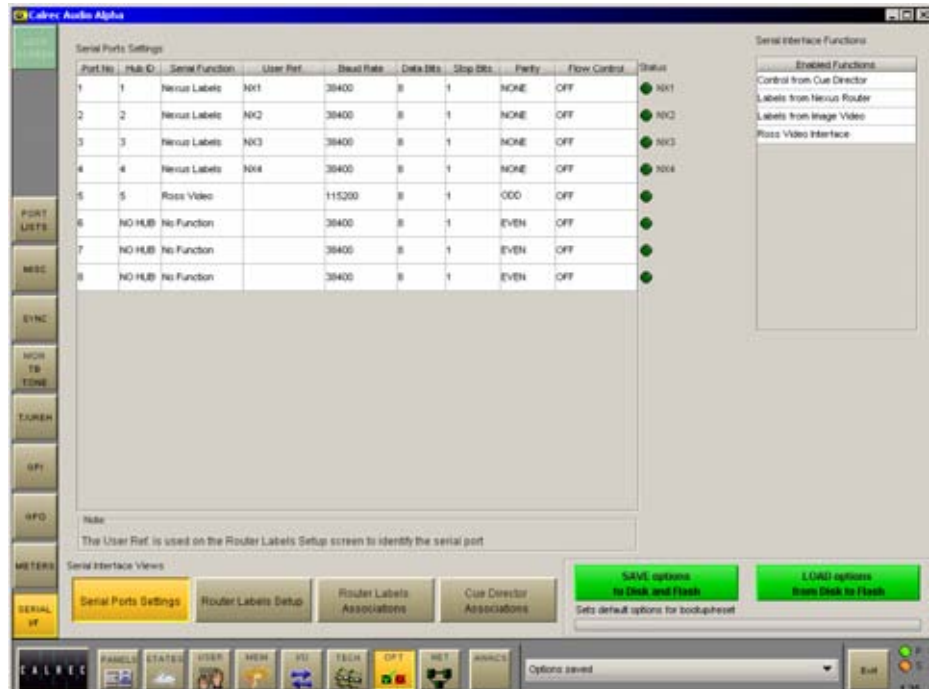 Calrec Audio Alpha
Serial Ports Settings
Port No Hub ID Serial Function User Ref. Baud Rate Data Bits Stop Bits Parity Flow Control Status
1 1 Nexus Labels NX1 38400 8 1 NONE OFF NX1
2 2 Nexus Labels NX2 38400 8 1 NONE OFF NX2
3 3 Nexus Labels NX3 38400 8 1 NONE OFF NX3
4 4 Nexus Labels NX4 38400 8 1 NONE OFF NX4
5 5 Ross Video 115200 8 1 ODD OFF
6 NO HUB No Function 38400 8 1 EVEN OFF
7 NO HUB No Function 38400 8 1 EVEN OFF
8 NO HUB No Function 38400 8 1 EVEN OFF
Serial Interface Functions
Enabled Functions
Control from Cue Director
Labels from Nexus Router
Labels from Image Video
Ross Video Interface
PORT
LISTS
MISC
SYNC
MON
TB
TONE
T/UREH
GPI
GPO
METERS
SERIAL
I/F
Note
The User Ref. is used on the Router Labels Setup screen to identify the serial port
Serial Interface Views
Serial Ports Settings
Router Labels Setup
Router Labels
Associations
Cue Director
Associations
SAVE options
to Disk and Flash
Sets default options for bootup/reset
LOAD options
from Disk to Flash
CALREC
PANELS
STATES
USER
MEM
I/O
TECH
OPT
NET
AWACS
Options saved
Exit
P
S